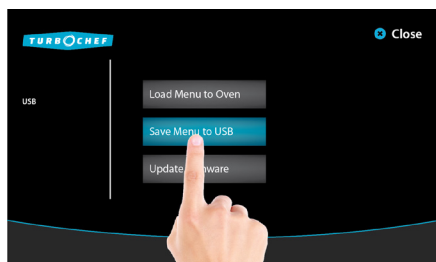 TURBOCHEF
Close
USB
Load Menu to Oven
Save Menu to USB
Update